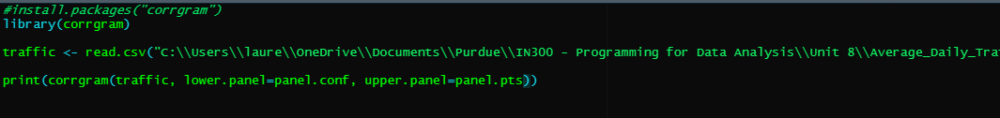 #install.packages("corrgram")
library(corrgram)
traffic <- read.csv("C:\\Users\\laure\\OneDrive\\Documents\\Purdue\\IN300 - Programming for Data Analysis\\Unit 8\\Average_Daily_Tra
print(corrgram(traffic, lower.panel=panel.conf, upper.panel=panel.pts))